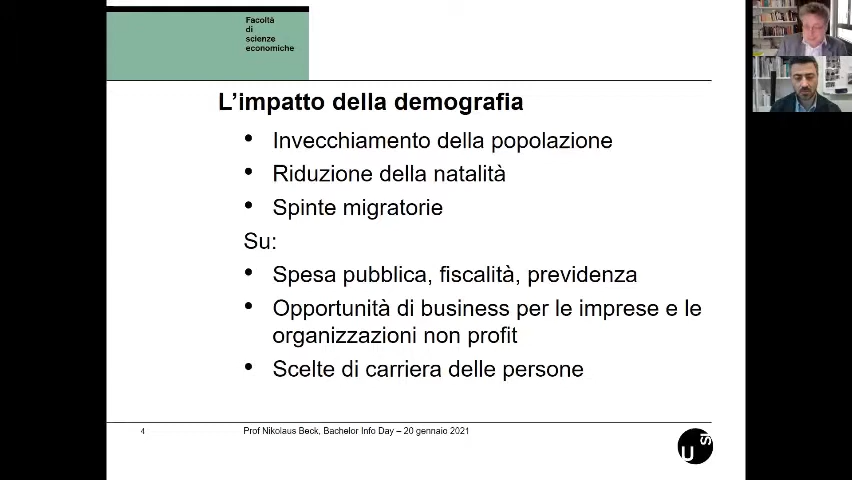 Facoltà
di
scienze
economiche
L'impatto della demografia
• Invecchiamento della popolazione
• Riduzione della natalità
• Spinte migratorie
Su:
• Spesa pubblica, fiscalità, previdenza
• Opportunità di business per le imprese e le
organizzazioni non profit
• Scelte di carriera delle persone
4
Prof Nikolaus Beck, Bachelor Info Day – 20 gennaio 2021
USI